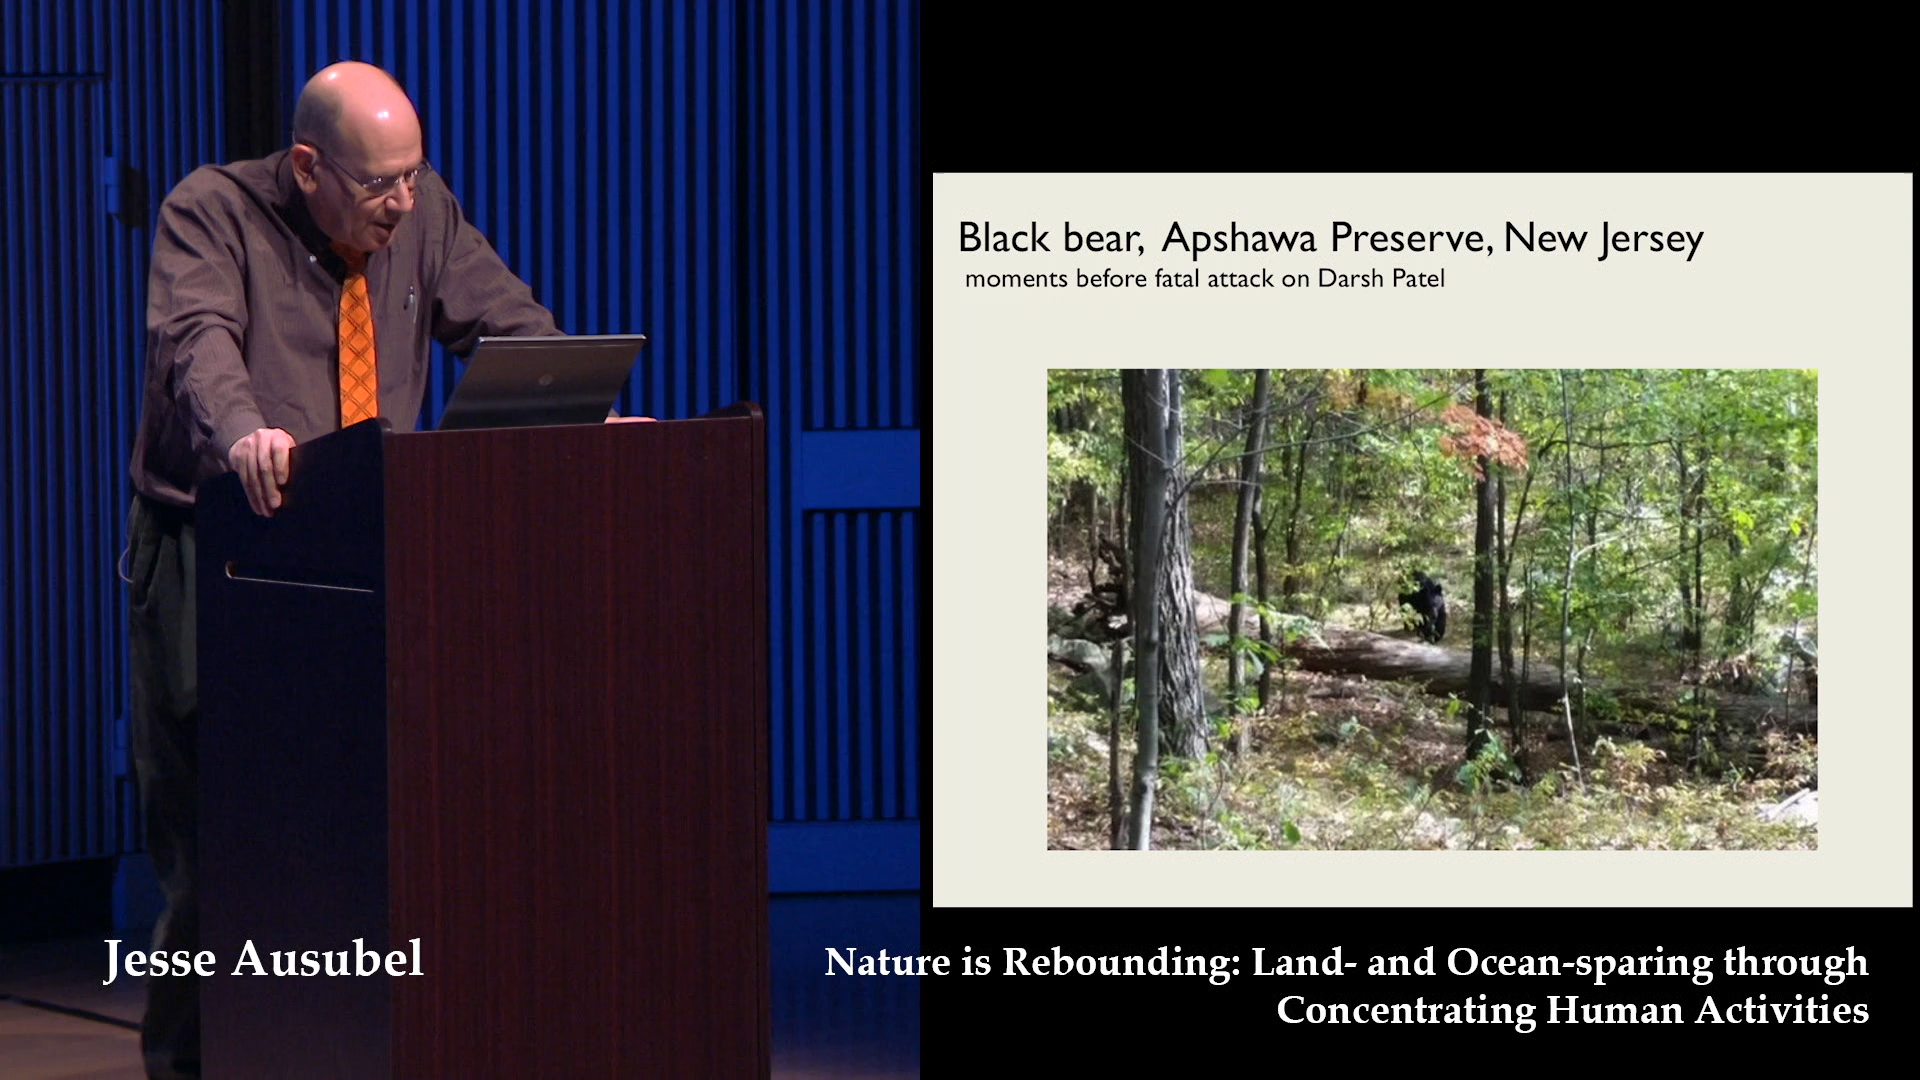 Black bear, Apshawa Preserve, New Jersey
moments before fatal attack on Darsh Patel
Jesse Ausubel
Nature is Rebounding: Land- and Ocean-sparing through
Concentrating Human Activities